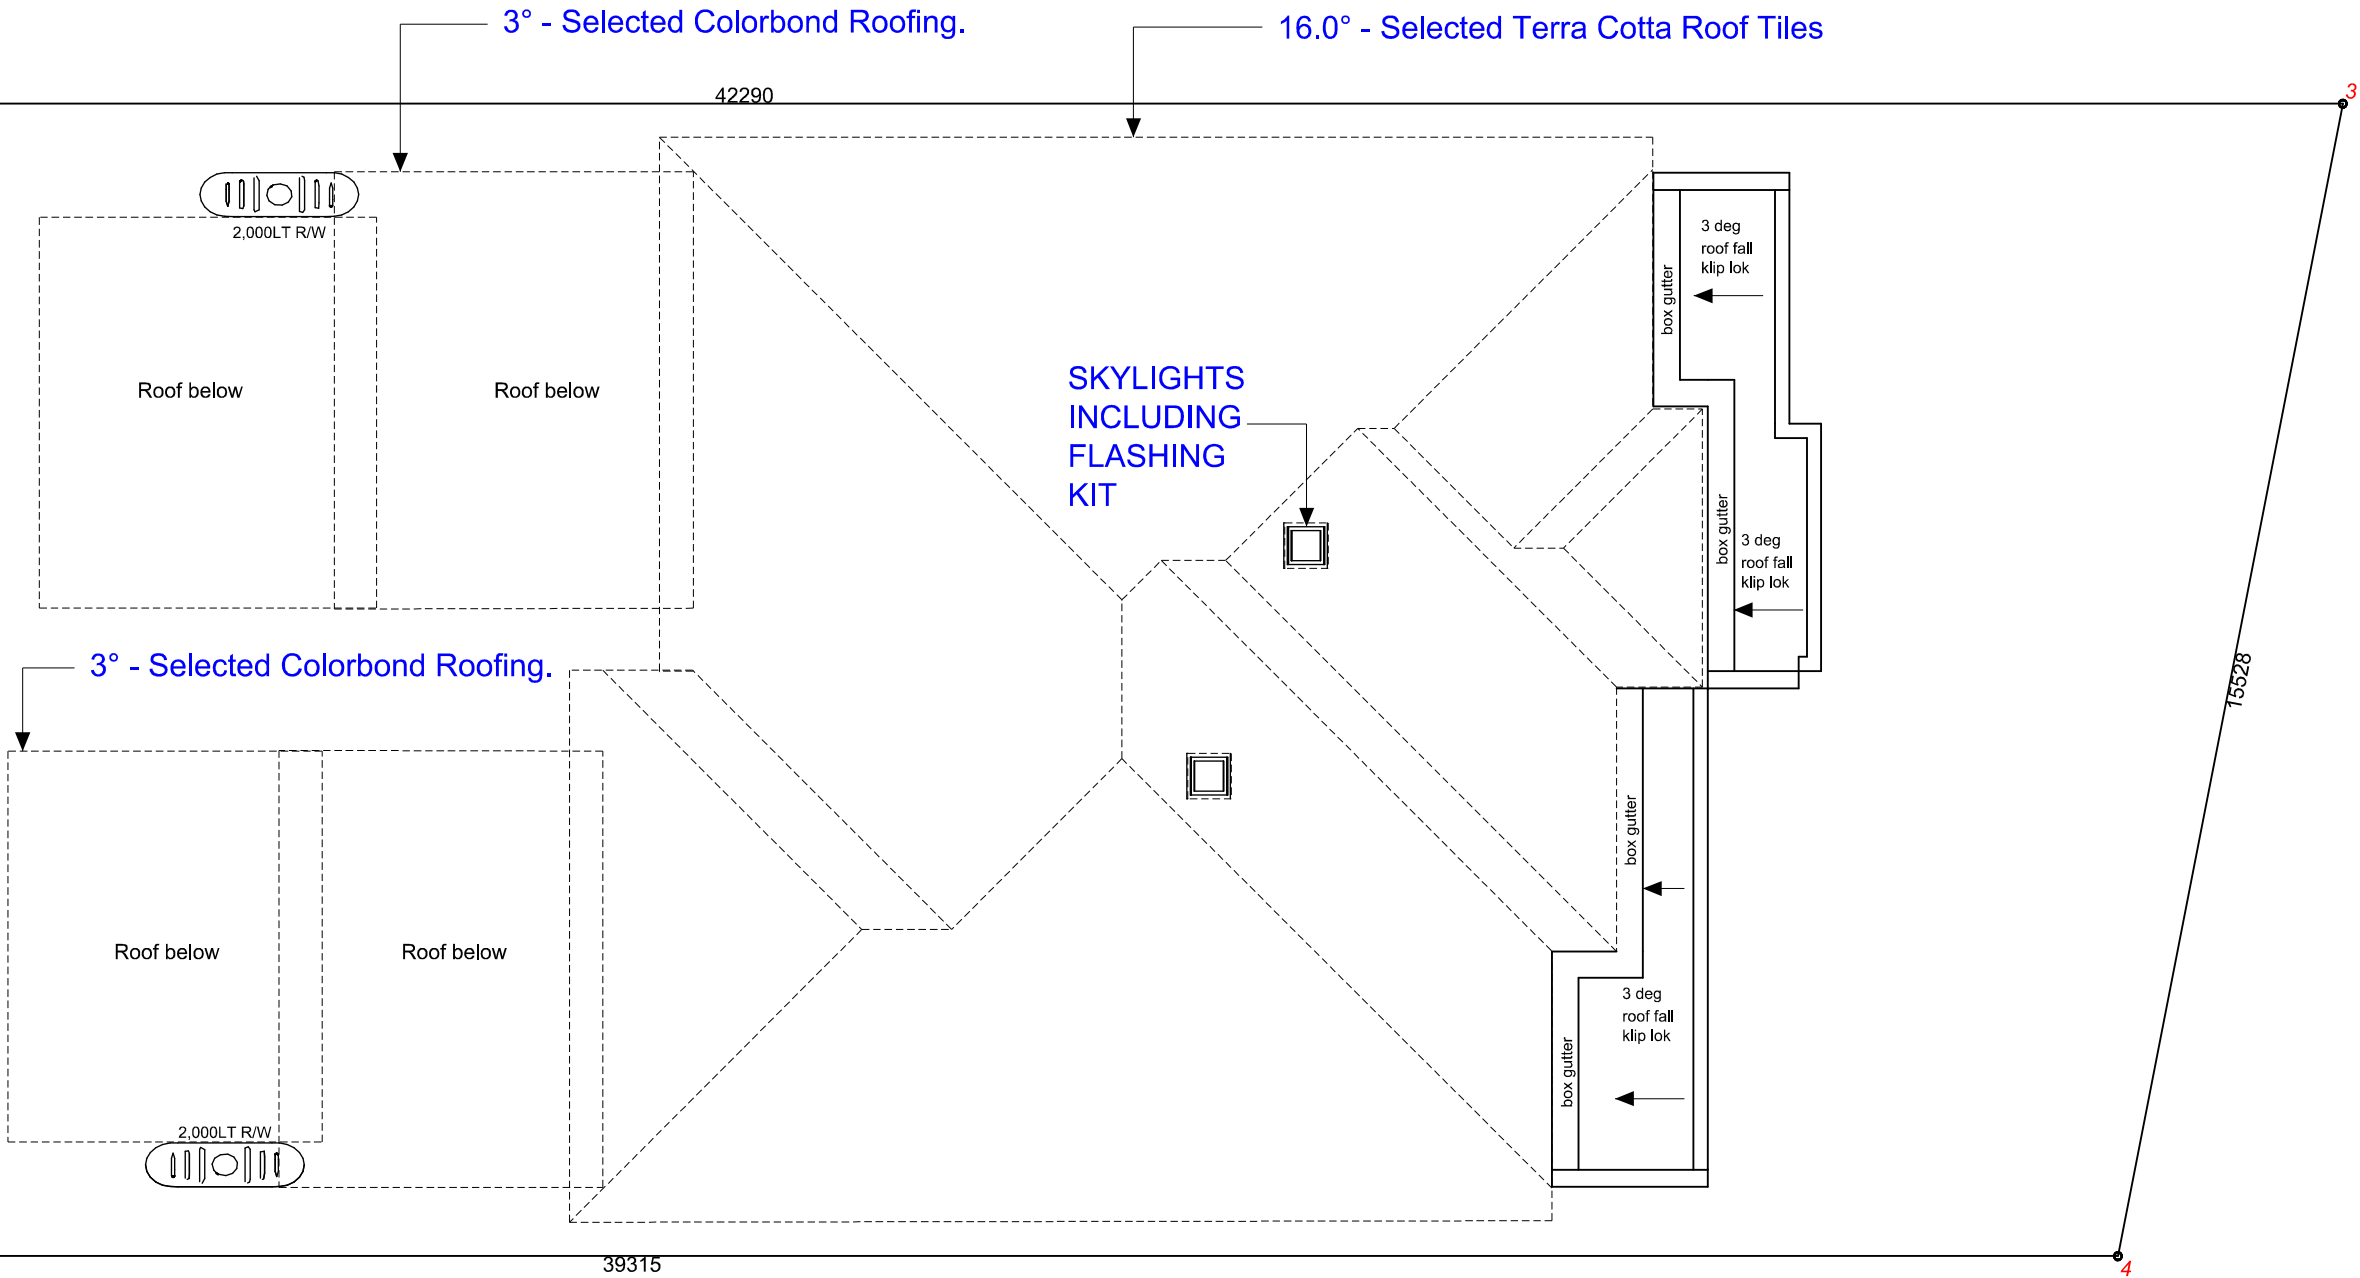 3° - Selected Colorbond Roofing.
16.0° - Selected Terra Cotta Roof Tiles
42290
3
2,000LT R/W
3 deg
roof fall
klip lok
box gutter
Roof below
Roof below
SKYLIGHTS
INCLUDING
FLASHING
KIT
box gutter
3 deg
roof fall
klip lok
3° - Selected Colorbond Roofing.
15528
box gutter
Roof below
Roof below
3 deg
roof fall
klip lok
box gutter
2,000LT R/W
39315
4